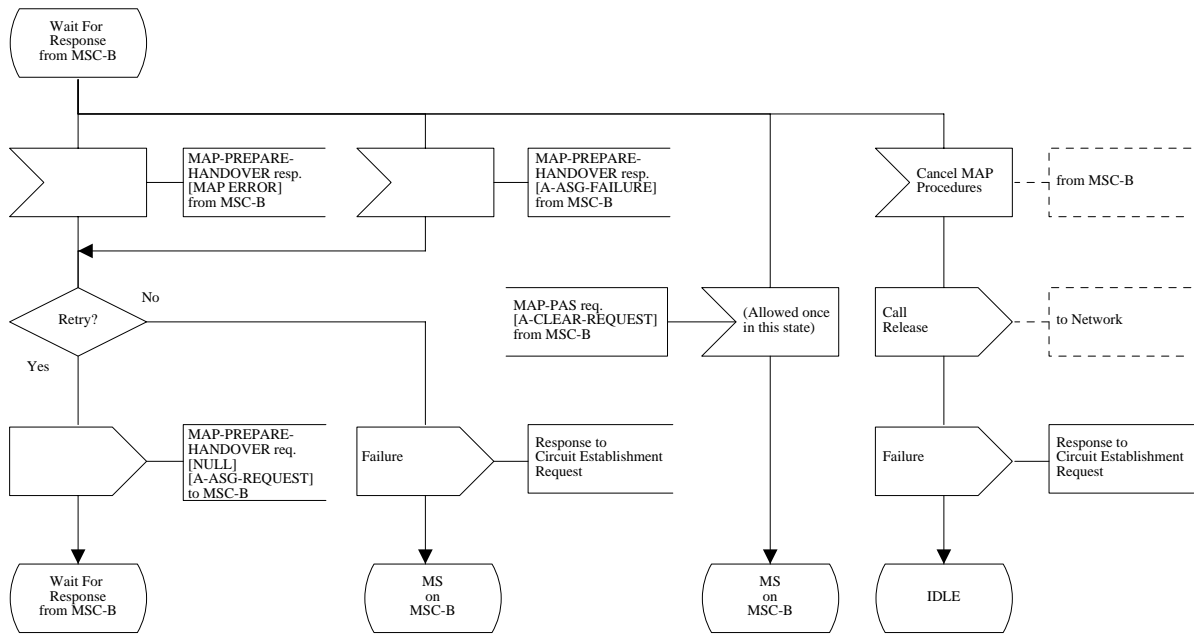 Wait For
Response
from MSC-B
MAP-PREPARE-
HANDOVER resp.
[MAP ERROR]
from MSC-B
MAP-PREPARE-
HANDOVER resp.
[A-ASG-FAILURE]
from MSC-B
Cancel MAP
Procedures
from MSC-B
Retry?
No
Yes
MAP-PAS req.
[A-CLEAR-REQUEST]
from MSC-B
(Allowed once
in this state)
Call
Release
to Network
MAP-PREPARE-
HANDOVER req.
[NULL]
[A-ASG-REQUEST]
to MSC-B
Failure
Response to
Circuit Establishment
Request
Failure
Response to
Circuit Establishment
Request
Wait For
Response
from MSC-B
MS
on
MSC-B
MS
on
MSC-B
IDLE